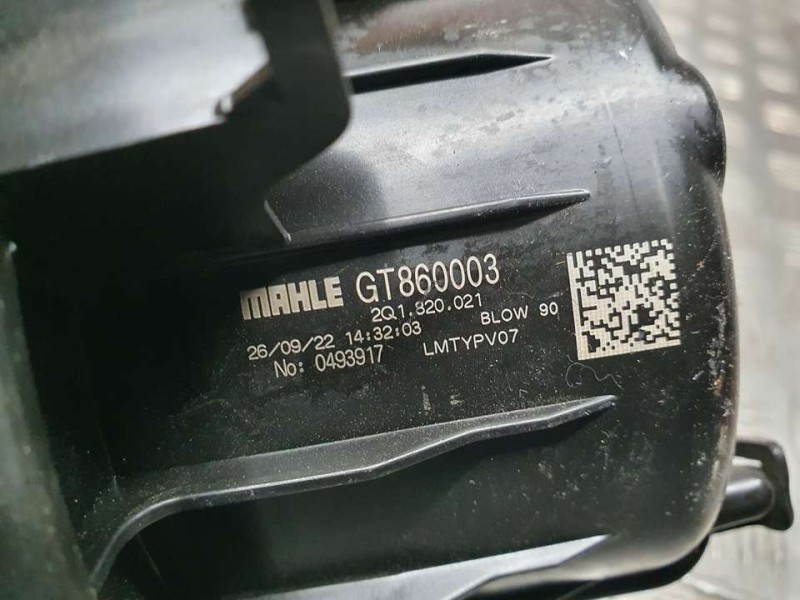 MAHLE GT860003
2Q1.820.021
26/09/22 14:32:03 BLOW 90
No: 0493917 LMTYPV07